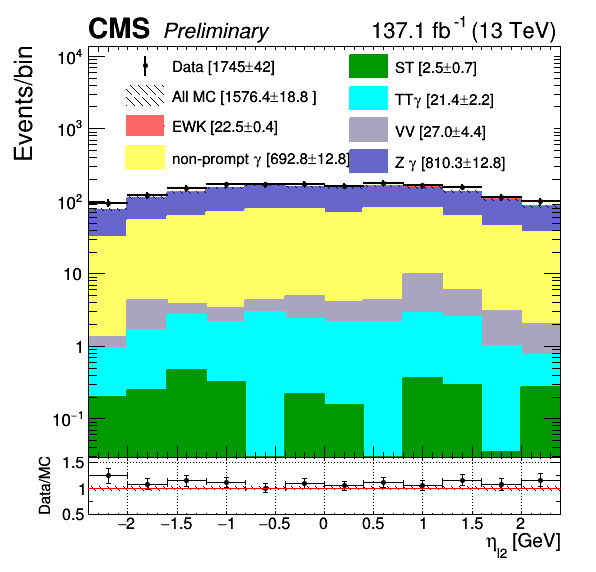 CMS Preliminary 137.1 fb⁻¹ (13 TeV)
Events/bin
10⁴
10³
10²
10
1
10⁻¹
Data [1745±42]
All MC [1576.4±18.8 ]
EWK [22.5±0.4]
non-prompt γ [692.8±12.8]
ST [2.5±0.7]
TTγ [21.4±2.2]
VV [27.0±4.4]
Z γ [810.3±12.8]
Data/MC
1.5
1
0.5
−2 −1.5 −1 −0.5 0 0.5 1 1.5 2
η_l2 [GeV]